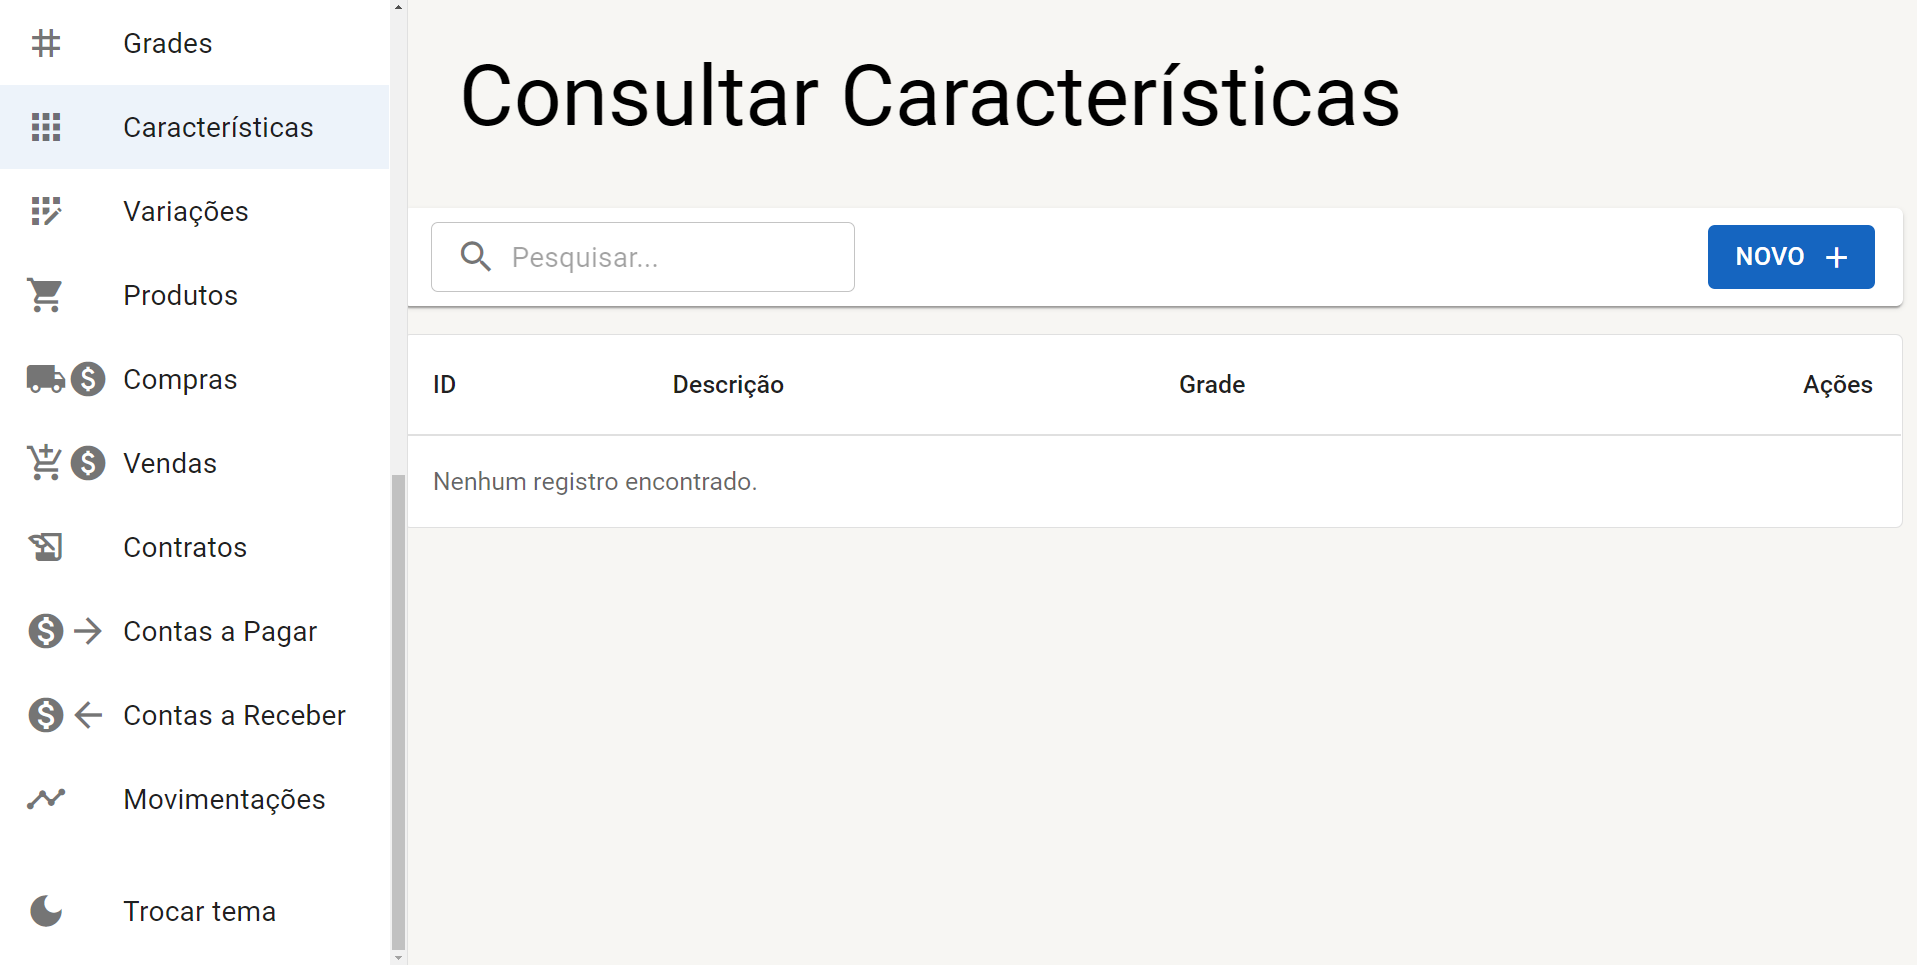 Grades
Características
Variações
Produtos
Compras
Vendas
Contratos
Contas a Pagar
Contas a Receber
Movimentações
Trocar tema
Consultar Características
Pesquisar...
NOVO +
ID Descrição Grade Ações
Nenhum registro encontrado.